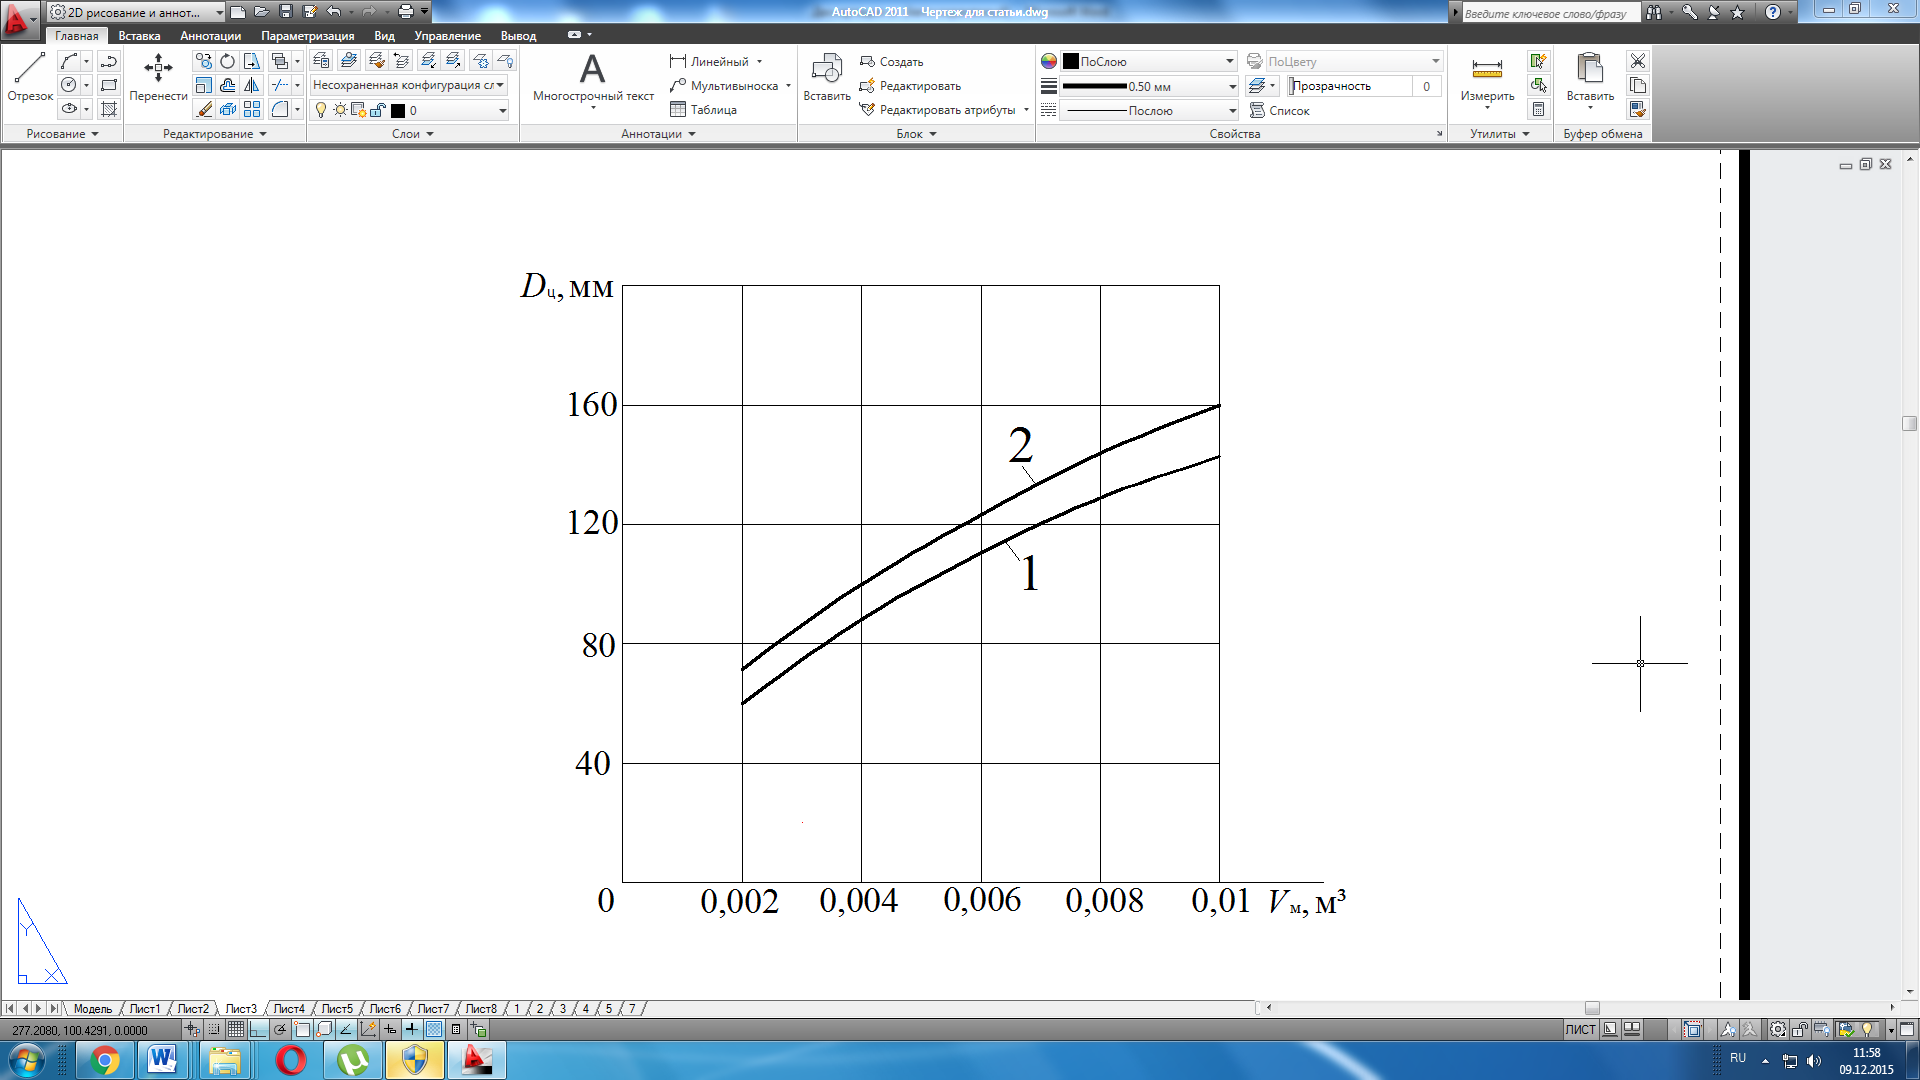 2D рисование и аннот...
AutoCAD 2011
Чертеж для статьи.dwg
Введите ключевое слово/фразу
Главная Вставка Аннотации Параметризация Вид Управление Вывод
Отрезок
Перенести
Несохраненная конфигурация сл
0
Многострочный текст
Линейный
Мультивыноска
Таблица
Вставить
Создать
Редактировать
Редактировать атрибуты
ПоСлою
0.50 мм
Послою
ПоЦвету
Прозрачность 0
Список
Измерить
Вставить
Рисование Редактирование Слои Аннотации Блок Свойства Утилиты Буфер обмена
Dц, мм
160
2
120
1
80
40
0 0,002 0,004 0,006 0,008 0,01 Vм, м³
Y
X
Модель Лист1 Лист2 Лист3 Лист4 Лист5 Лист6 Лист7 Лист8 1 2 3 4 5 7
277.2080, 100.4291, 0.0000
ЛИСТ
RU
11:58
09.12.2015